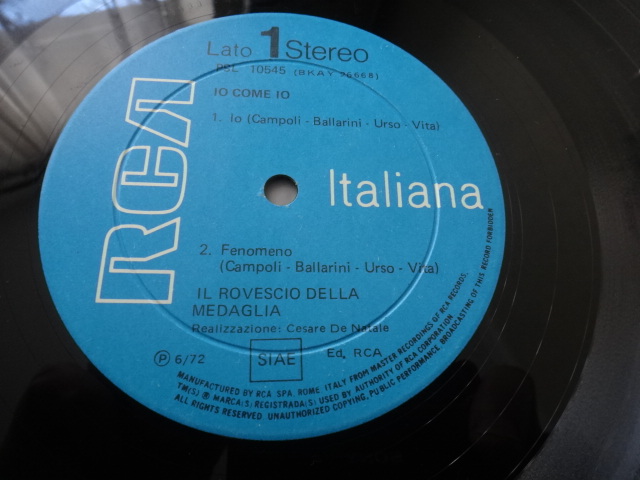 Lato 1 Stereo
PSL 10545 (BKAY 26668)
IO COME IO
1. Io (Campoli - Ballarini - Urso - Vita)
RCA Italiana
2. Fenomeno
(Campoli - Ballarini - Urso - Vita)
IL ROVESCIO DELLA
MEDAGLIA
Realizzazione: Cesare De Natale
Ⓟ 6/72 SIAE Ed, RCA
MANUFACTURED BY RCA SPA, ROME, ITALY FROM MASTER RECORDINGS OF RCA RECORDS.
TM(S) ® MARCA(S) REGISTRADA(S) USED BY AUTHORITY OF RCA CORPORATION
ALL RIGHTS RESERVED UNAUTHORIZED COPYING, PUBLIC PERFORMANCE BROADCASTING OF THIS RECORD FORBIDDEN